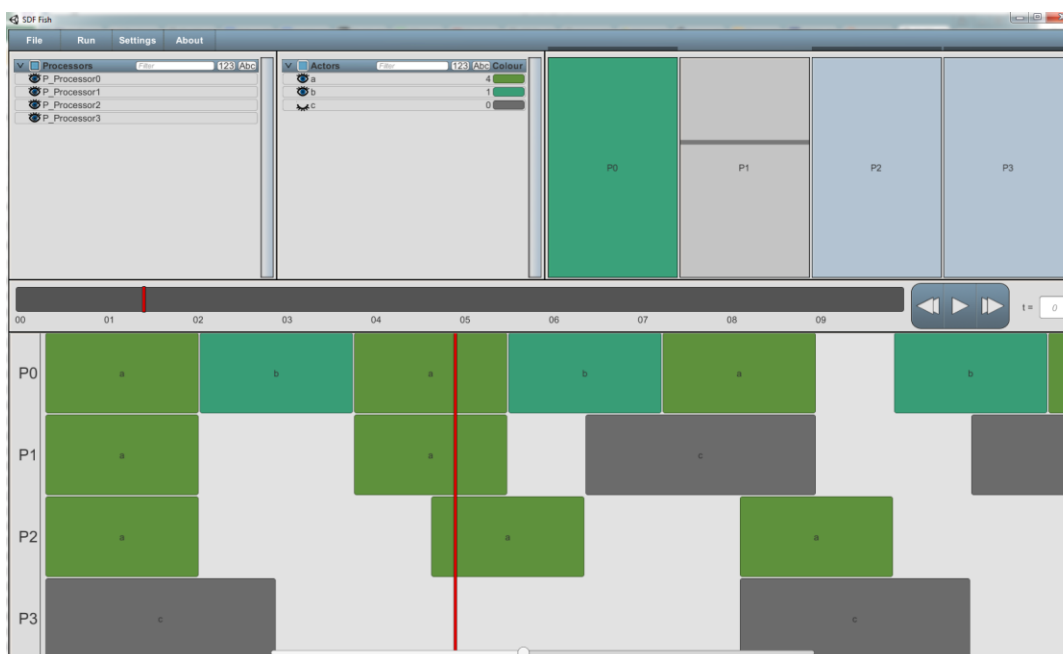 SDF Fish
File Run Settings About
Processors Filter 123 Abc
P_Processor0
P_Processor1
P_Processor2
P_Processor3
Actors Filter 123 Abc Colour
a 4
b 1
c 0
P0 P1 P2 P3
00 01 02 03 04 05 06 07 08 09
t = 0
P0 a b a b a b
P1 a a c
P2 a a a
P3 c c